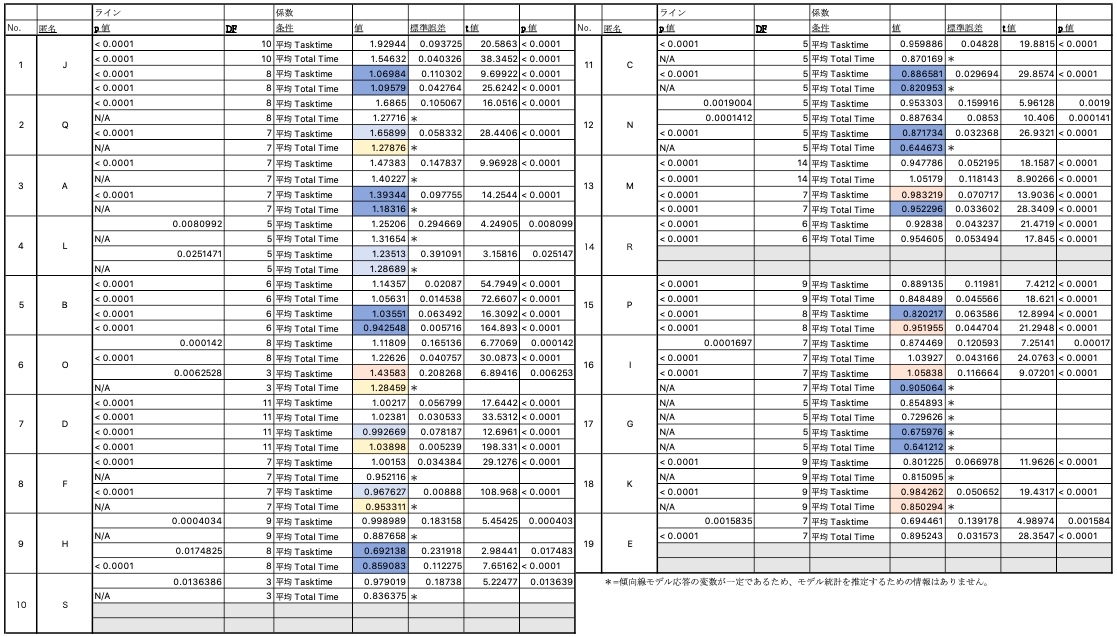 ライン 係数
No. 匿名 p 値 DF 条件 値 標準誤差 t 値 p 値
1 J
< 0.0001 10 平均 Tasktime 1.92944 0.093725 20.5863 < 0.0001
< 0.0001 10 平均 Total Time 1.54632 0.040326 38.3452 < 0.0001
< 0.0001 8 平均 Tasktime 1.06984 0.110302 9.69922 < 0.0001
< 0.0001 8 平均 Total Time 1.09579 0.042764 25.6242 < 0.0001
2 Q
< 0.0001 8 平均 Tasktime 1.6865 0.105067 16.0516 < 0.0001
N/A 8 平均 Total Time 1.27716 *
< 0.0001 7 平均 Tasktime 1.65899 0.058332 28.4406 < 0.0001
N/A 7 平均 Total Time 1.27876 *
3 A
< 0.0001 7 平均 Tasktime 1.47383 0.147837 9.96928 < 0.0001
N/A 7 平均 Total Time 1.40227 *
< 0.0001 7 平均 Tasktime 1.39344 0.097755 14.2544 < 0.0001
N/A 7 平均 Total Time 1.18316 *
4 L
0.0080992 5 平均 Tasktime 1.25206 0.294669 4.24905 0.008099
N/A 5 平均 Total Time 1.31654 *
0.0251471 5 平均 Tasktime 1.23513 0.391091 3.15816 0.025147
N/A 5 平均 Total Time 1.28689 *
5 B
< 0.0001 6 平均 Tasktime 1.14357 0.02087 54.7949 < 0.0001
< 0.0001 6 平均 Total Time 1.05631 0.014538 72.6607 < 0.0001
< 0.0001 6 平均 Tasktime 1.03551 0.063492 16.3092 < 0.0001
< 0.0001 6 平均 Total Time 0.942548 0.005716 164.893 < 0.0001
6 O
0.000142 8 平均 Tasktime 1.11809 0.165136 6.77069 0.000142
< 0.0001 8 平均 Total Time 1.22626 0.040757 30.0873 < 0.0001
0.0062528 3 平均 Tasktime 1.43583 0.208268 6.89416 0.006253
N/A 3 平均 Total Time 1.28459 *
7 D
< 0.0001 11 平均 Tasktime 1.00217 0.056799 17.6442 < 0.0001
< 0.0001 11 平均 Total Time 1.02381 0.030533 33.5312 < 0.0001
< 0.0001 11 平均 Tasktime 0.992669 0.078187 12.6961 < 0.0001
< 0.0001 11 平均 Total Time 1.03898 0.005239 198.331 < 0.0001
8 F
< 0.0001 7 平均 Tasktime 1.00153 0.034384 29.1276 < 0.0001
N/A 7 平均 Total Time 0.952116 *
< 0.0001 7 平均 Tasktime 0.967627 0.00888 108.968 < 0.0001
N/A 7 平均 Total Time 0.953311 *
9 H
0.0004034 9 平均 Tasktime 0.998989 0.183158 5.45425 0.000403
N/A 9 平均 Total Time 0.887658 *
0.0174825 8 平均 Tasktime 0.692138 0.231918 2.98441 0.017483
< 0.0001 8 平均 Total Time 0.859083 0.112275 7.65162 < 0.0001
10 S
0.0136386 3 平均 Tasktime 0.979019 0.18738 5.22477 0.013639
N/A 3 平均 Total Time 0.836375 *
ライン 係数
No. 匿名 p 値 DF 条件 値 標準誤差 t 値 p 値
11 C
< 0.0001 5 平均 Tasktime 0.959886 0.04828 19.8815 < 0.0001
N/A 5 平均 Total Time 0.870169 *
< 0.0001 5 平均 Tasktime 0.886581 0.029694 29.8574 < 0.0001
N/A 5 平均 Total Time 0.820953 *
12 N
0.0019004 5 平均 Tasktime 0.953303 0.159916 5.96128 0.0019
0.0001412 5 平均 Total Time 0.887634 0.0853 10.406 0.000141
< 0.0001 5 平均 Tasktime 0.871734 0.032368 26.9321 < 0.0001
N/A 5 平均 Total Time 0.644673 *
13 M
< 0.0001 14 平均 Tasktime 0.947786 0.052195 18.1587 < 0.0001
< 0.0001 14 平均 Total Time 1.05179 0.118143 8.90266 < 0.0001
< 0.0001 7 平均 Tasktime 0.983219 0.070717 13.9036 < 0.0001
< 0.0001 7 平均 Total Time 0.952296 0.033602 28.3409 < 0.0001
14 R
< 0.0001 6 平均 Tasktime 0.92838 0.043237 21.4719 < 0.0001
< 0.0001 6 平均 Total Time 0.954605 0.053494 17.845 < 0.0001
15 P
< 0.0001 9 平均 Tasktime 0.889135 0.11981 7.4212 < 0.0001
< 0.0001 9 平均 Total Time 0.848489 0.045566 18.621 < 0.0001
< 0.0001 8 平均 Tasktime 0.820217 0.063586 12.8994 < 0.0001
< 0.0001 8 平均 Total Time 0.951955 0.044704 21.2948 < 0.0001
16 I
0.0001697 7 平均 Tasktime 0.874469 0.120593 7.25141 0.00017
< 0.0001 7 平均 Total Time 1.03927 0.043166 24.0763 < 0.0001
< 0.0001 7 平均 Tasktime 1.05838 0.116664 9.07201 < 0.0001
N/A 7 平均 Total Time 0.905064 *
17 G
N/A 5 平均 Tasktime 0.854893 *
N/A 5 平均 Total Time 0.729626 *
N/A 5 平均 Tasktime 0.675976 *
N/A 5 平均 Total Time 0.641212 *
18 K
< 0.0001 9 平均 Tasktime 0.801225 0.066978 11.9626 < 0.0001
N/A 9 平均 Total Time 0.815095 *
< 0.0001 9 平均 Tasktime 0.984262 0.050652 19.4317 < 0.0001
N/A 9 平均 Total Time 0.850294 *
19 E
0.0015835 7 平均 Tasktime 0.694461 0.139178 4.98974 0.001584
< 0.0001 7 平均 Total Time 0.895243 0.031573 28.3547 < 0.0001
*=傾向線モデル応答の変数が一定であるため、モデル統計を推定するための情報はありません。